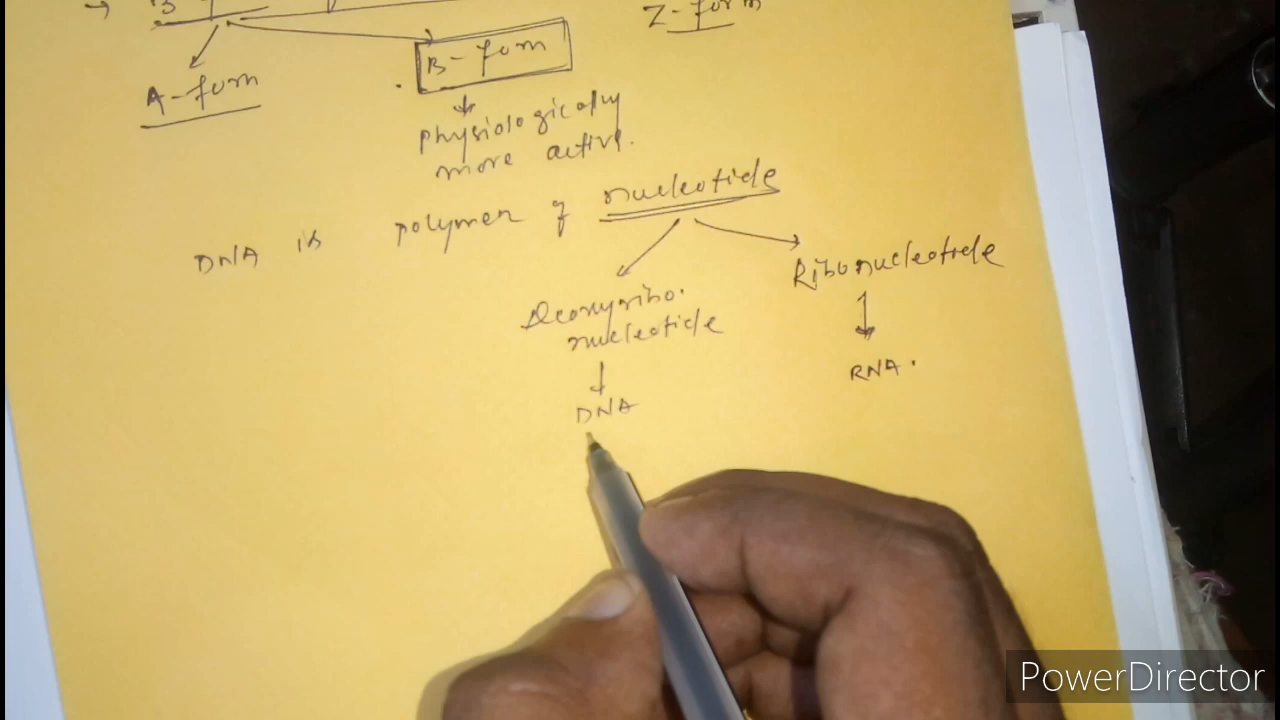 Z-form
A-form
B-form
physiologically
more active.
DNA is polymer of nucleotide
Ribonucleotide
Deoxyribo.
nucleotide
RNA.
DNA
PowerDirector